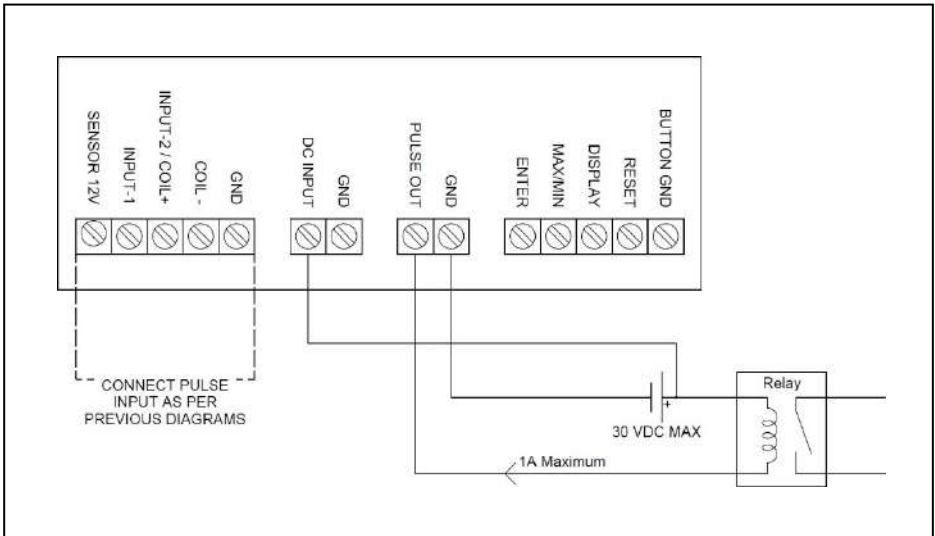 SENSOR 12V
INPUT-1
INPUT-2 / COIL+
COIL -
GND
DC INPUT
GND
PULSE OUT
GND
ENTER
MAX/MIN
DISPLAY
RESET
BUTTON GND
CONNECT PULSE
INPUT AS PER
PREVIOUS DIAGRAMS
Relay
+
30 VDC MAX
1A Maximum